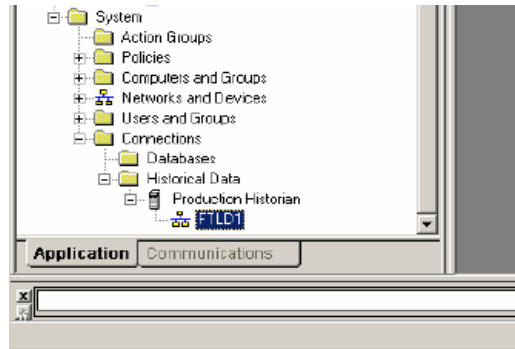 System
Action Groups
Policies
Computers and Groups
Networks and Devices
Users and Groups
Connections
Databases
Historical Data
Production Historian
FTLD1
Application Communications